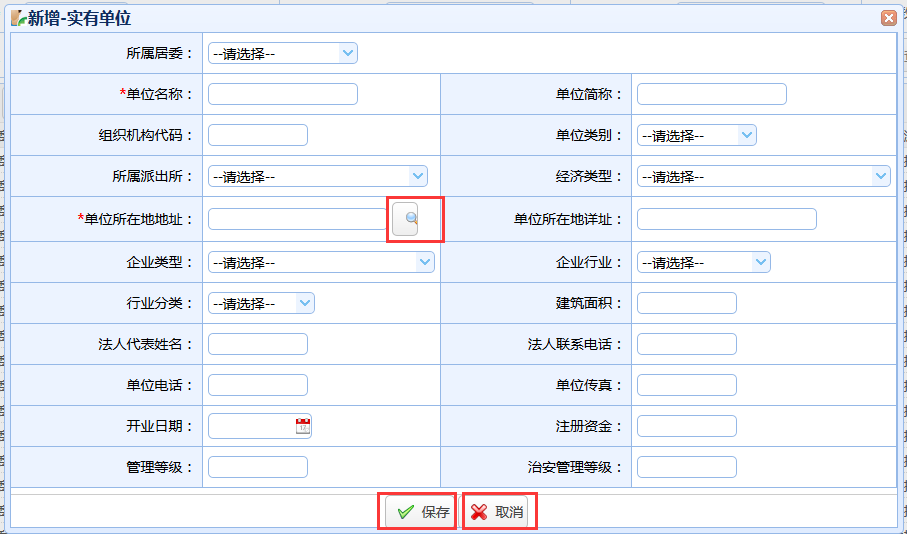 新增-实有单位
所属居委： --请选择--
*单位名称： 单位简称：
组织机构代码： 单位类别： --请选择--
所属派出所： --请选择-- 经济类型： --请选择--
*单位所在地地址： 单位所在地详址：
企业类型： --请选择-- 企业行业： --请选择--
行业分类： --请选择-- 建筑面积：
法人代表姓名： 法人联系电话：
单位电话： 单位传真：
开业日期： 注册资金：
管理等级： 治安管理等级：
保存 取消